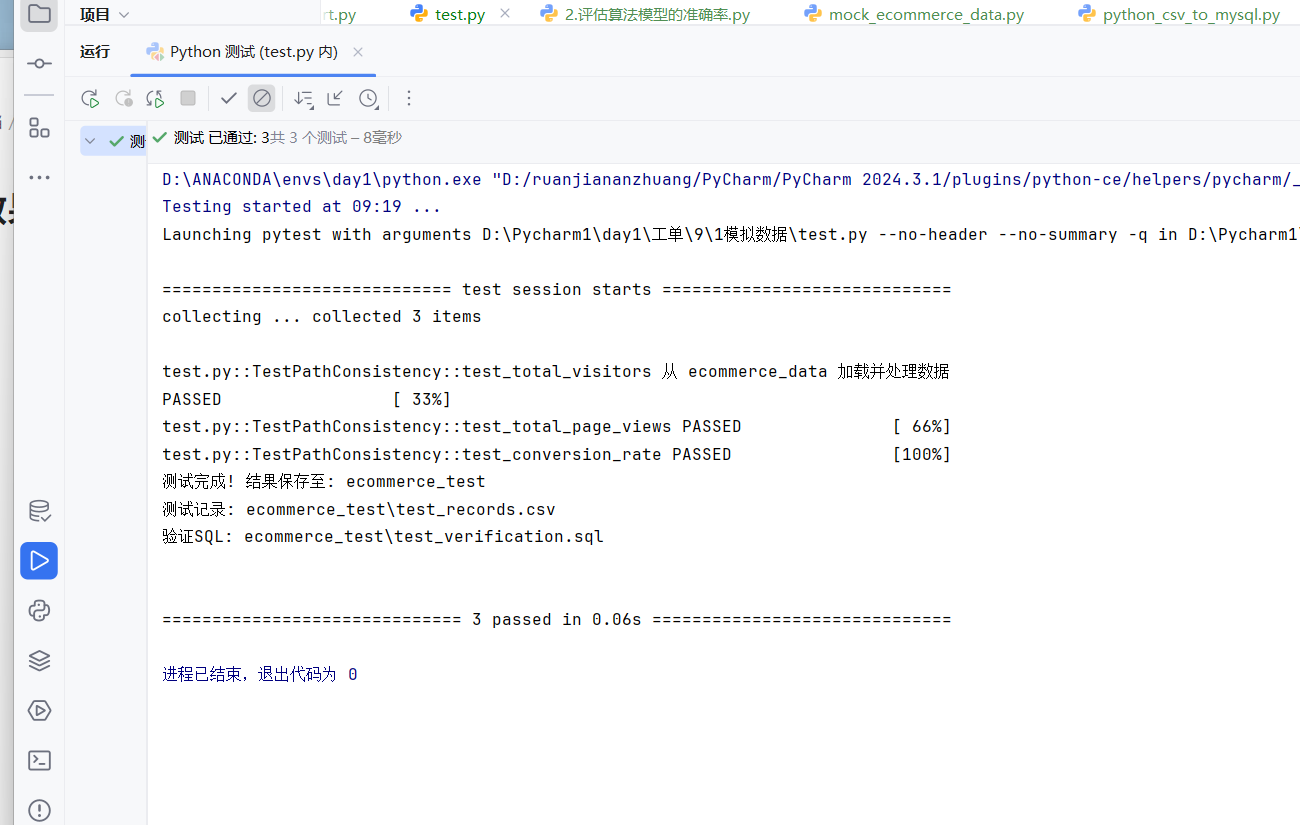 项目
rt.py
test.py
2.评估算法模型的准确率.py
mock_ecommerce_data.py
python_csv_to_mysql.py
运行
Python 测试 (test.py 内)
测试 已通过: 3共 3 个测试 – 8毫秒
D:\ANACONDA\envs\day1\python.exe "D:/ruanjiananzhuang/PyCharm/PyCharm 2024.3.1/plugins/python-ce/helpers/pycharm/_
Testing started at 09:19 ...
Launching pytest with arguments D:\Pycharm1\day1\工单\9\1模拟数据\test.py --no-header --no-summary -q in D:\Pycharm1\
============================= test session starts =============================
collecting ... collected 3 items
test.py::TestPathConsistency::test_total_visitors 从 ecommerce_data 加载并处理数据
PASSED [ 33%]
test.py::TestPathConsistency::test_total_page_views PASSED [ 66%]
test.py::TestPathConsistency::test_conversion_rate PASSED [100%]
测试完成! 结果保存至: ecommerce_test
测试记录: ecommerce_test\test_records.csv
验证SQL: ecommerce_test\test_verification.sql
============================== 3 passed in 0.06s ==============================
进程已结束，退出代码为 0